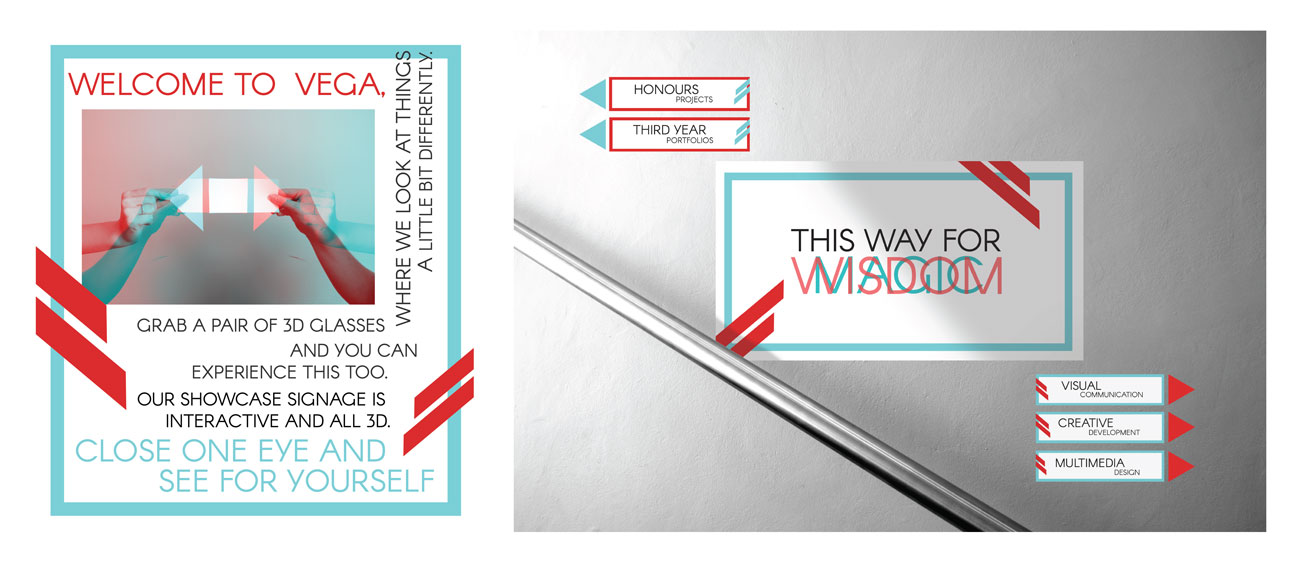 WELCOME TO VEGA,
WHERE WE LOOK AT THINGS
A LITTLE BIT DIFFERENTLY.
GRAB A PAIR OF 3D GLASSES
AND YOU CAN
EXPERIENCE THIS TOO.
OUR SHOWCASE SIGNAGE IS
INTERACTIVE AND ALL 3D.
CLOSE ONE EYE AND
SEE FOR YOURSELF
HONOURS
PROJECTS
THIRD YEAR
PORTFOLIOS
THIS WAY FOR
WISDOM
MAGIC
VISUAL
COMMUNICATION
CREATIVE
DEVELOPMENT
MULTIMEDIA
DESIGN